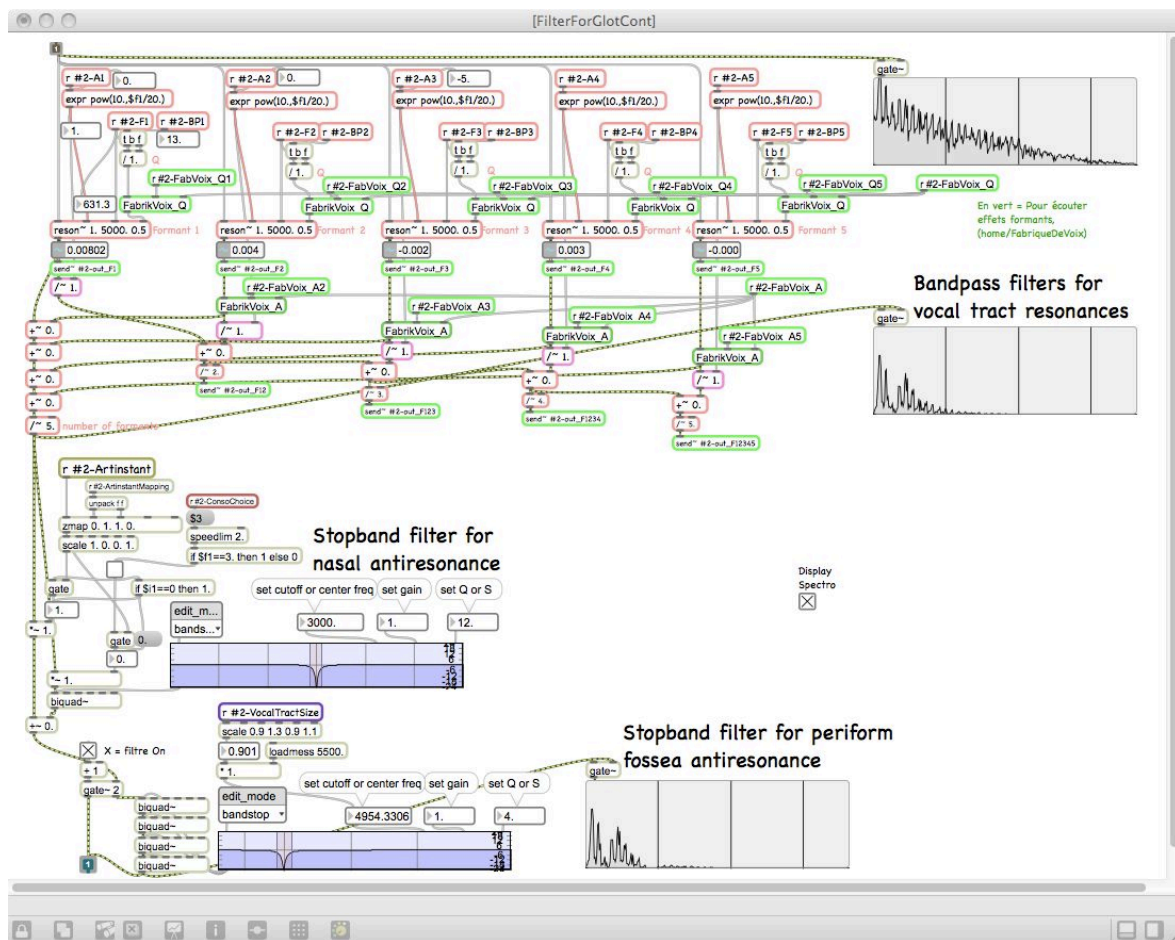 [FilterForGlotCont]
1
r #2-A1
0.
r #2-A2
0.
r #2-A3
-5.
r #2-A4
r #2-A5
gate~
expr pow(10.,$f1/20.)
expr pow(10.,$f1/20.)
expr pow(10.,$f1/20.)
expr pow(10.,$f1/20.)
expr pow(10.,$f1/20.)
r #2-F1
r #2-BP1
1.
t b f
13.
r #2-F2
r #2-BP2
r #2-F3
r #2-BP3
r #2-F4
r #2-BP4
r #2-F5
r #2-BP5
t b f
t b f
t b f
t b f
/ 1.
Q
/ 1.
Q
/ 1.
Q
/ 1.
Q
/ 1.
Q
r #2-FabVoix_Q1
r #2-FabVoix_Q2
r #2-FabVoix_Q3
r #2-FabVoix_Q4
r #2-FabVoix_Q5
r #2-FabVoix_Q
631.3
FabrikVoix_Q
FabrikVoix_Q
FabrikVoix_Q
FabrikVoix_Q
FabrikVoix_Q
En vert = Pour écouter
effets formants,
(home/FabriqueDeVoix)
reson~ 1. 5000. 0.5
Formant 1
reson~ 1. 5000. 0.5
Formant 2
reson~ 1. 5000. 0.5
Formant 3
reson~ 1. 5000. 0.5
Formant 4
reson~ 1. 5000. 0.5
Formant 5
0.00802
0.004
-0.002
0.003
-0.000
send~ #2-out_F1
send~ #2-out_F2
send~ #2-out_F3
send~ #2-out_F4
send~ #2-out_F5
/~ 1.
r #2-FabVoix_A2
r #2-FabVoix_A
Bandpass filters for
vocal tract resonances
FabrikVoix_A
r #2-FabVoix_A3
r #2-FabVoix_A4
gate~
+~ 0.
/~ 1.
FabrikVoix_A
FabrikVoix_A
r #2-FabVoix_A5
+~ 0.
+~ 0.
/~ 1.
/~ 1.
FabrikVoix_A
+~ 0.
/~ 2.
+~ 0.
+~ 0.
/~ 1.
send~ #2-out_F12
+~ 0.
/~ 3.
/~ 4.
+~ 0.
send~ #2-out_F123
send~ #2-out_F1234
/~ 5.
number of formants
/~ 5.
send~ #2-out_F12345
r #2-Artinstant
r #2-ArtinstantMapping
unpack f f
r #2-ConsoChoice
$3
zmap 0. 1. 1. 0.
speedlim 2.
scale 1. 0. 0. 1.
if $f1==3. then 1 else 0
Stopband filter for
nasal antiresonance
Display
Spectro
gate
if $i1==0 then 1.
set cutoff or center freq
set gain
set Q or S
1.
edit_m...
3000.
1.
12.
*~ 1.
bands...
gate
0.
0.
*~ 1.
biquad~
+~ 0.
r #2-VocalTractSize
scale 0.9 1.3 0.9 1.1
Stopband filter for periform
fossea antiresonance
X = filtre On
0.901
loadmess 5500.
+ 1
* 1.
gate~
gate~ 2
set cutoff or center freq
set gain
set Q or S
edit_mode
biquad~
bandstop
4954.3306
1.
4.
biquad~
biquad~
biquad~
1